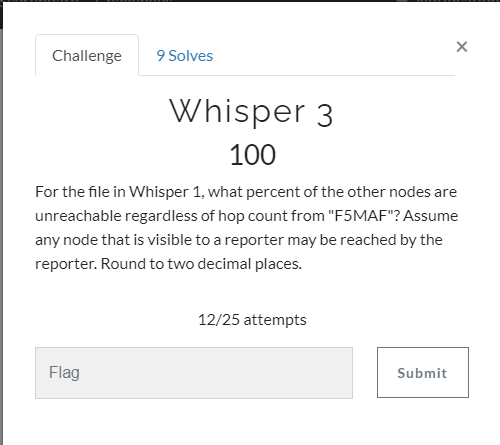 Challenge
9 Solves
×
Whisper 3
100
For the file in Whisper 1, what percent of the other nodes are
unreachable regardless of hop count from "F5MAF"? Assume
any node that is visible to a reporter may be reached by the
reporter. Round to two decimal places.
12/25 attempts
Flag
Submit